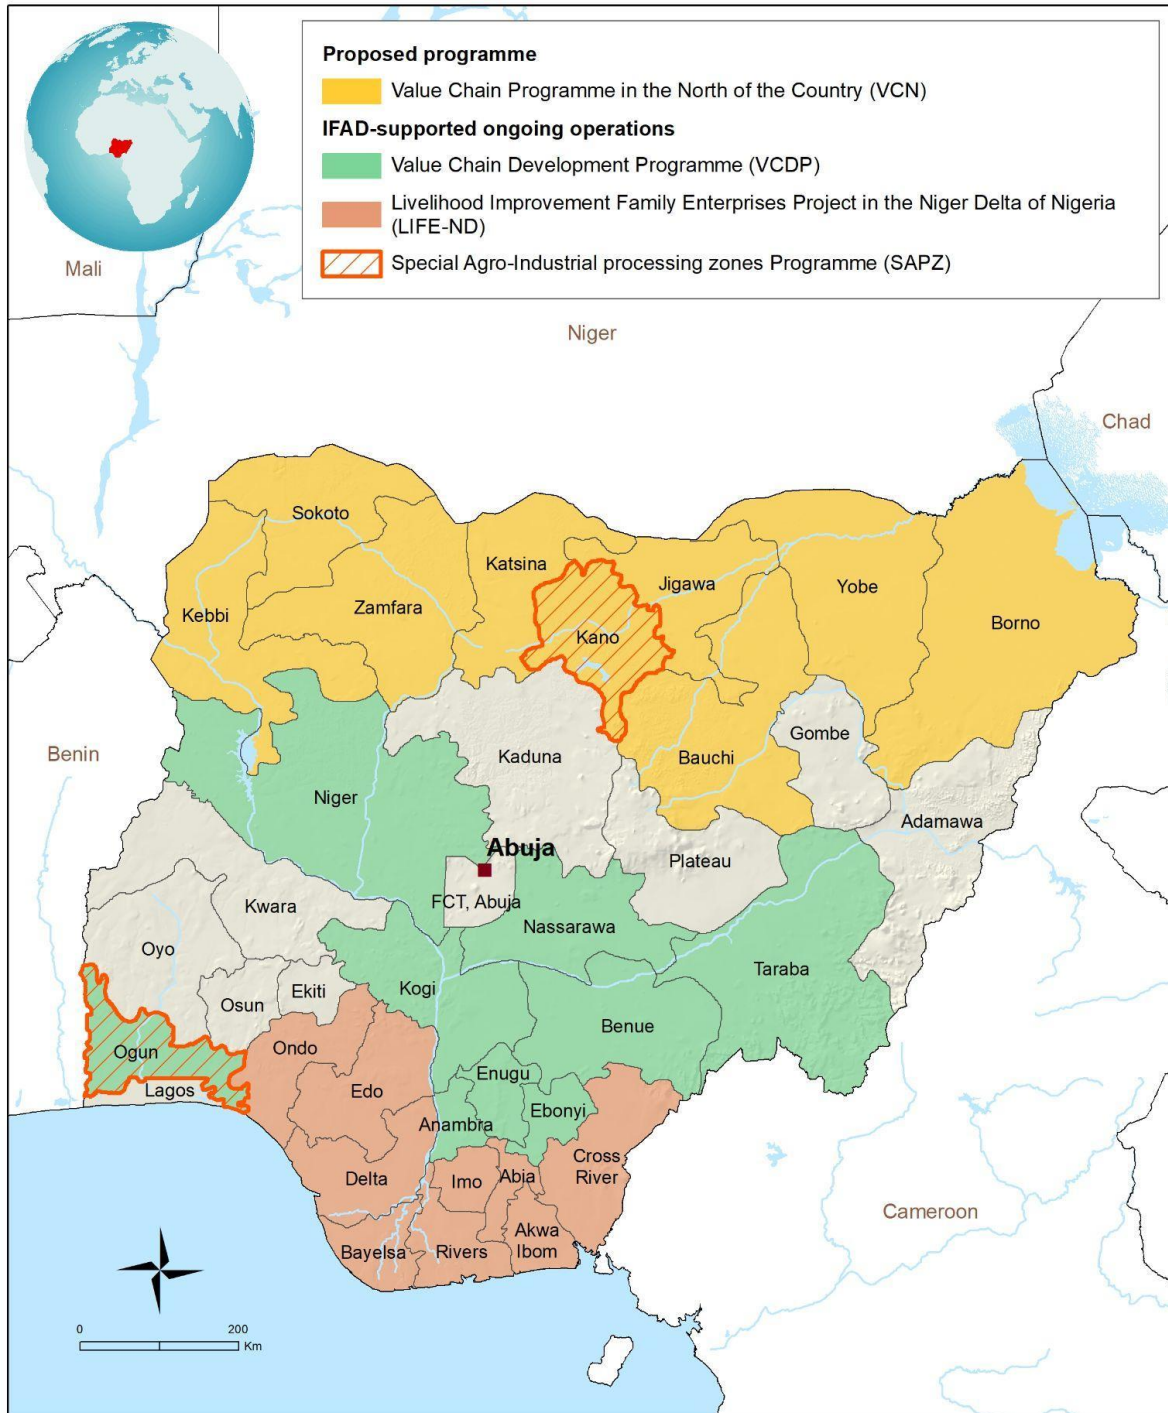 Proposed programme
Value Chain Programme in the North of the Country (VCN)
IFAD-supported ongoing operations
Value Chain Development Programme (VCDP)
Livelihood Improvement Family Enterprises Project in the Niger Delta of Nigeria
(LIFE-ND)
Special Agro-Industrial processing zones Programme (SAPZ)
Mali
Niger
Chad
Sokoto
Katsina
Jigawa
Yobe
Kebbi
Zamfara
Kano
Borno
Benin
Kaduna
Bauchi
Gombe
Niger
Adamawa
Abuja
Plateau
FCT, Abuja
Kwara
Nassarawa
Oyo
Taraba
Osun
Ekiti
Kogi
Benue
Ogun
Ondo
Enugu
Lagos
Edo
Anambra
Ebonyi
Delta
Imo
Abia
Cross
River
Cameroon
Bayelsa
Rivers
Akwa
Ibom
0 200
Km